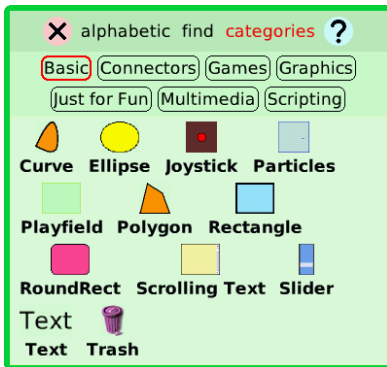 alphabetic find categories ?
Basic Connectors Games Graphics
Just for Fun Multimedia Scripting
Curve Ellipse Joystick Particles
Playfield Polygon Rectangle
RoundRect Scrolling Text Slider
Text
Text Trash